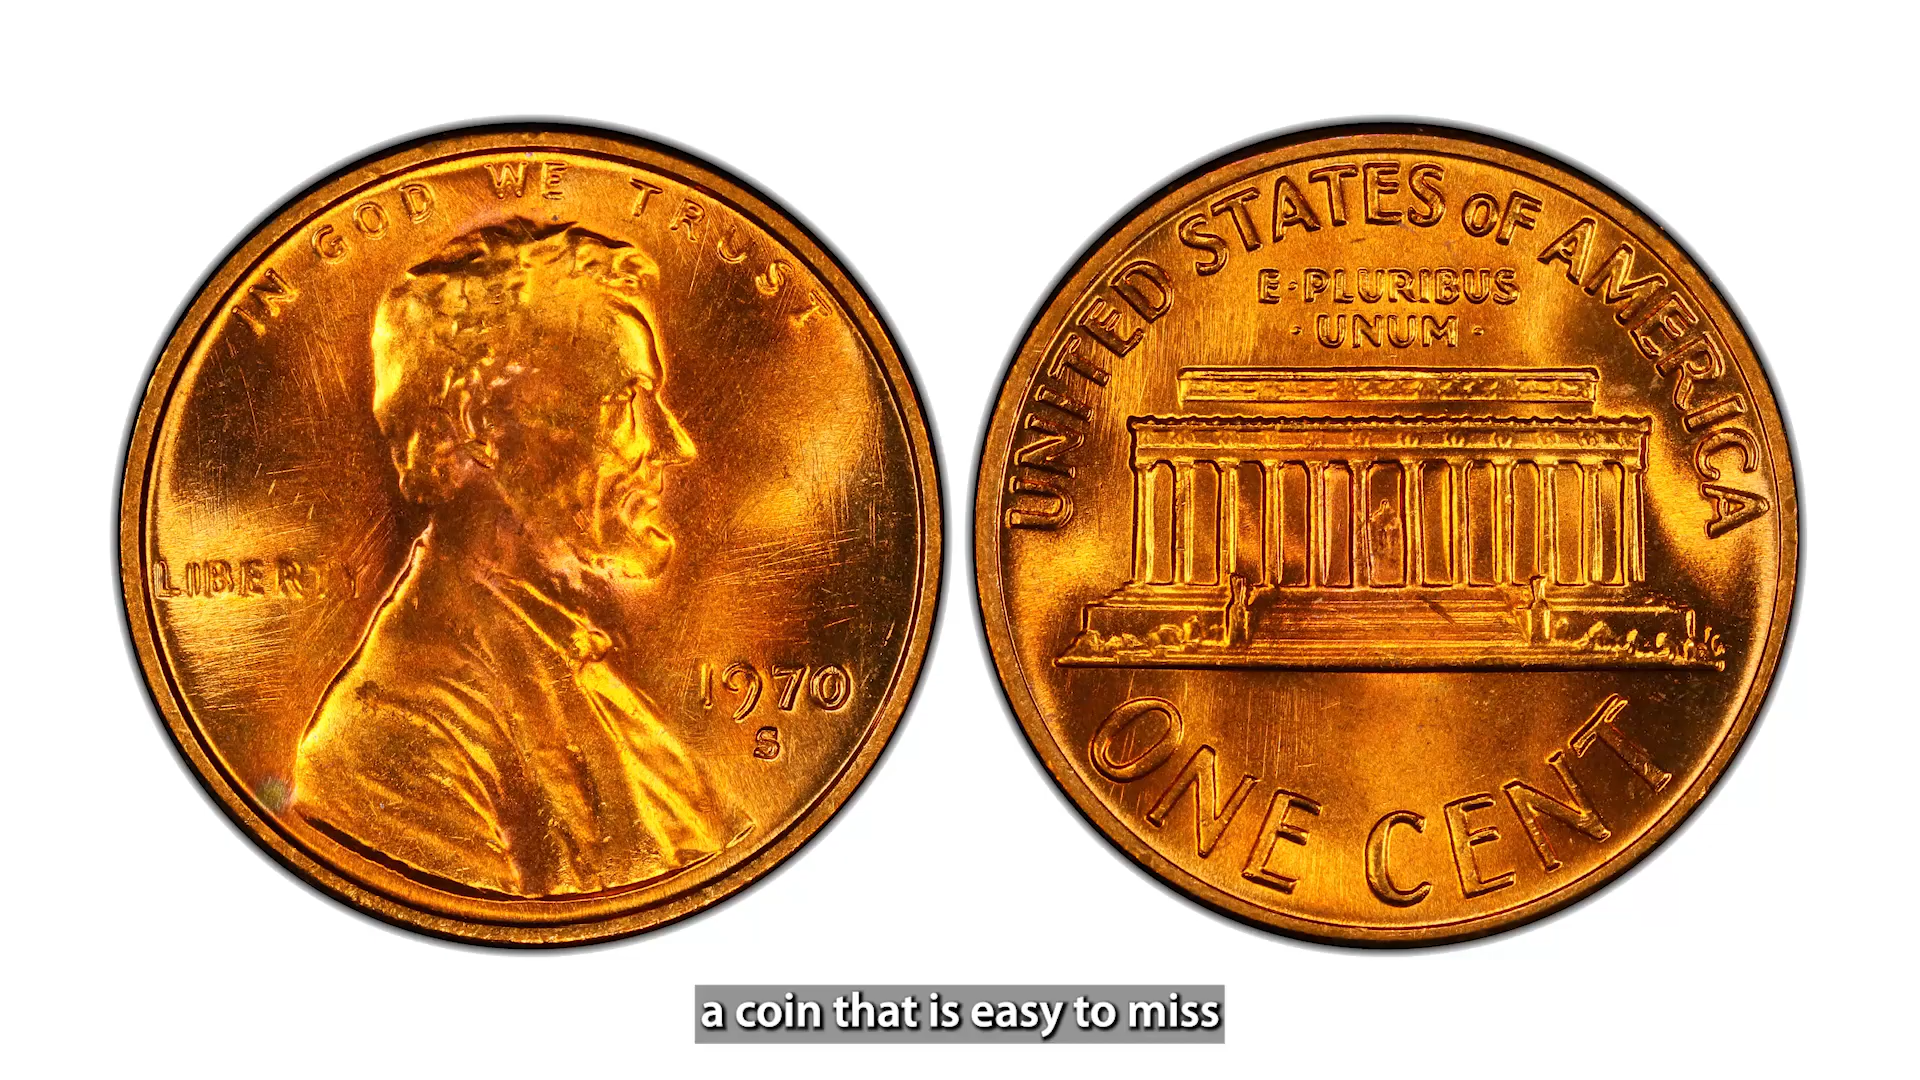 IN GOD WE TRUST
LIBERTY
1970
S
UNITED STATES OF AMERICA
E·PLURIBUS
·UNUM·
ONE CENT
a coin that is easy to miss